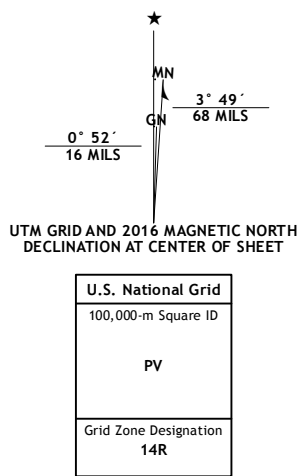 ★
MN
3° 49´
68 MILS
GN
0° 52´
16 MILS
UTM GRID AND 2016 MAGNETIC NORTH
DECLINATION AT CENTER OF SHEET
U.S. National Grid
100,000-m Square ID
PV
Grid Zone Designation
14R